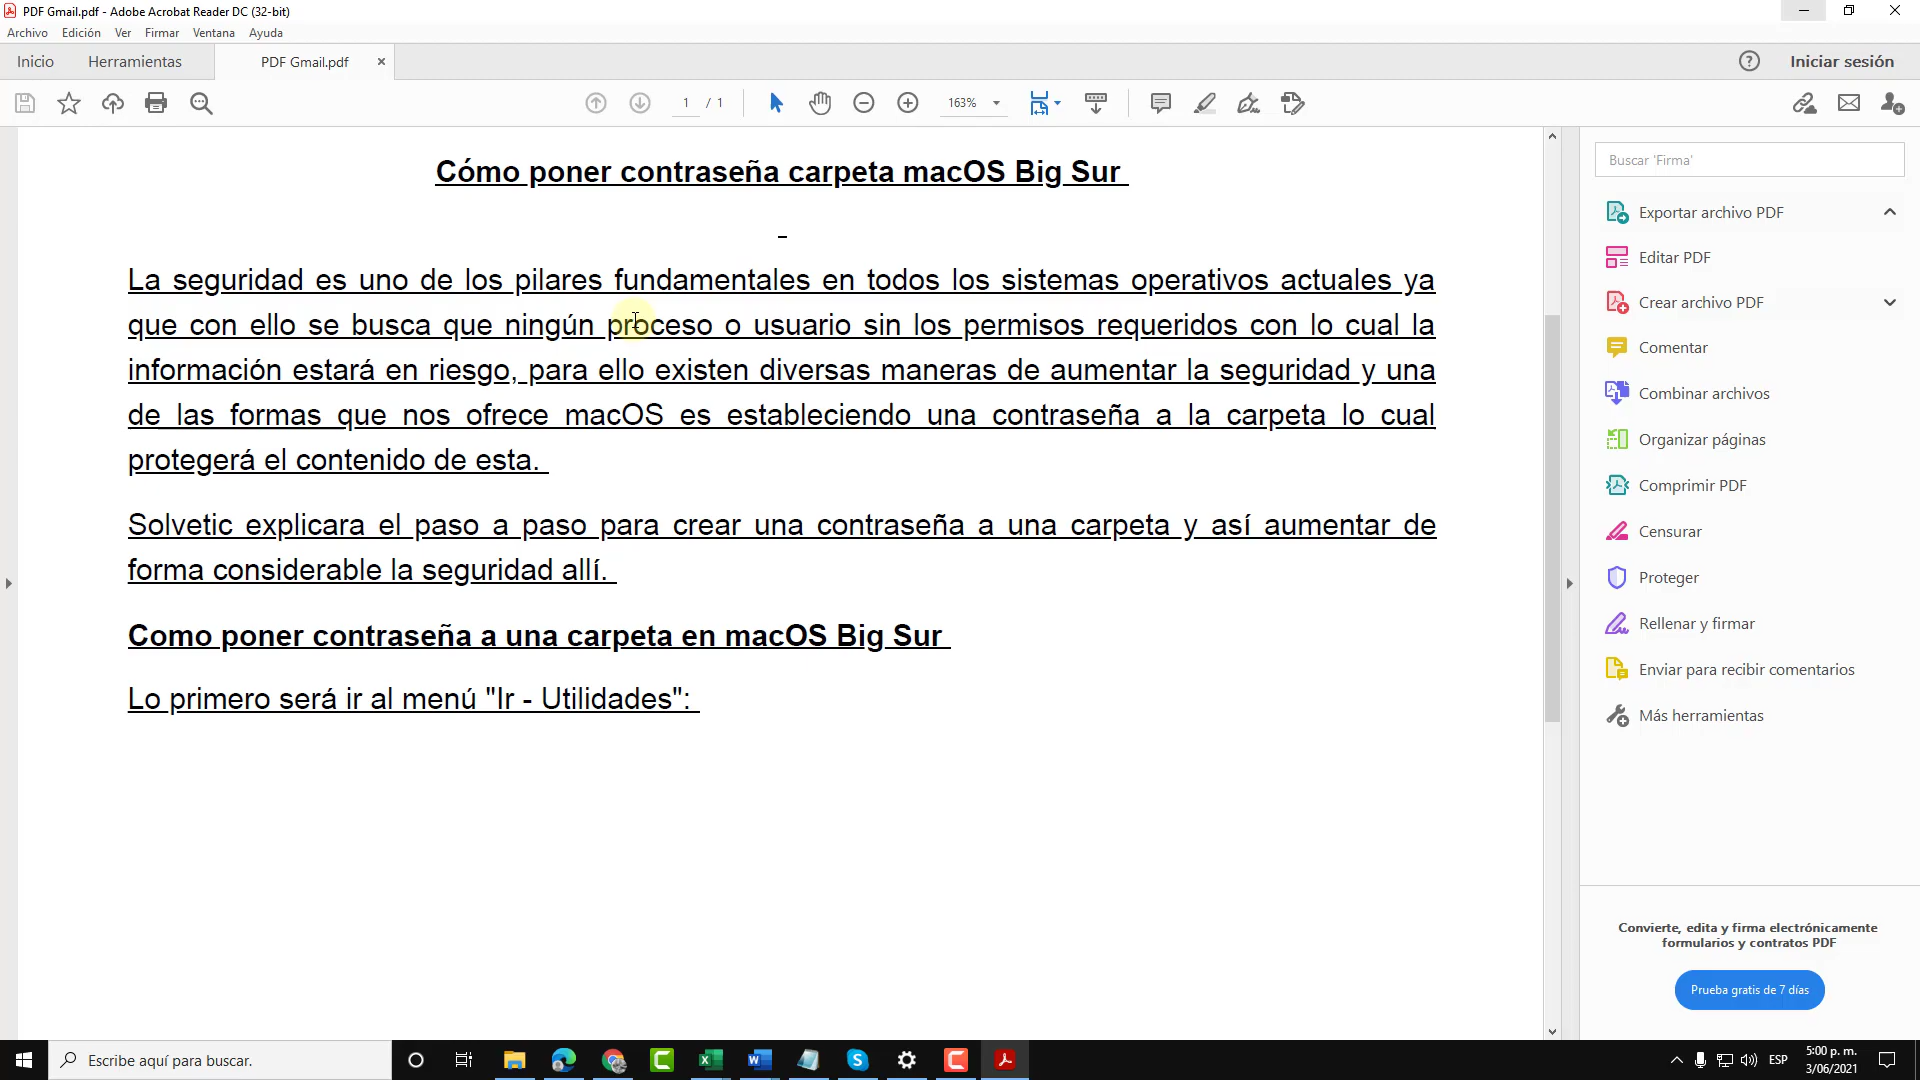 PDF Gmail.pdf - Adobe Acrobat Reader DC (32-bit)
Archivo Edición Ver Firmar Ventana Ayuda
Inicio Herramientas PDF Gmail.pdf Iniciar sesión
1 / 1 163%
Cómo poner contraseña carpeta macOS Big Sur
La seguridad es uno de los pilares fundamentales en todos los sistemas operativos actuales ya
que con ello se busca que ningún proceso o usuario sin los permisos requeridos con lo cual la
información estará en riesgo, para ello existen diversas maneras de aumentar la seguridad y una
de las formas que nos ofrece macOS es estableciendo una contraseña a la carpeta lo cual
protegerá el contenido de esta.
Solvetic explicara el paso a paso para crear una contraseña a una carpeta y así aumentar de
forma considerable la seguridad allí.
Como poner contraseña a una carpeta en macOS Big Sur
Lo primero será ir al menú "Ir - Utilidades":
Buscar 'Firma'
Exportar archivo PDF
Editar PDF
Crear archivo PDF
Comentar
Combinar archivos
Organizar páginas
Comprimir PDF
Censurar
Proteger
Rellenar y firmar
Enviar para recibir comentarios
Más herramientas
Convierte, edita y firma electrónicamente
formularios y contratos PDF
Prueba gratis de 7 días
Escribe aquí para buscar.
ESP
5:00 p. m.
3/06/2021